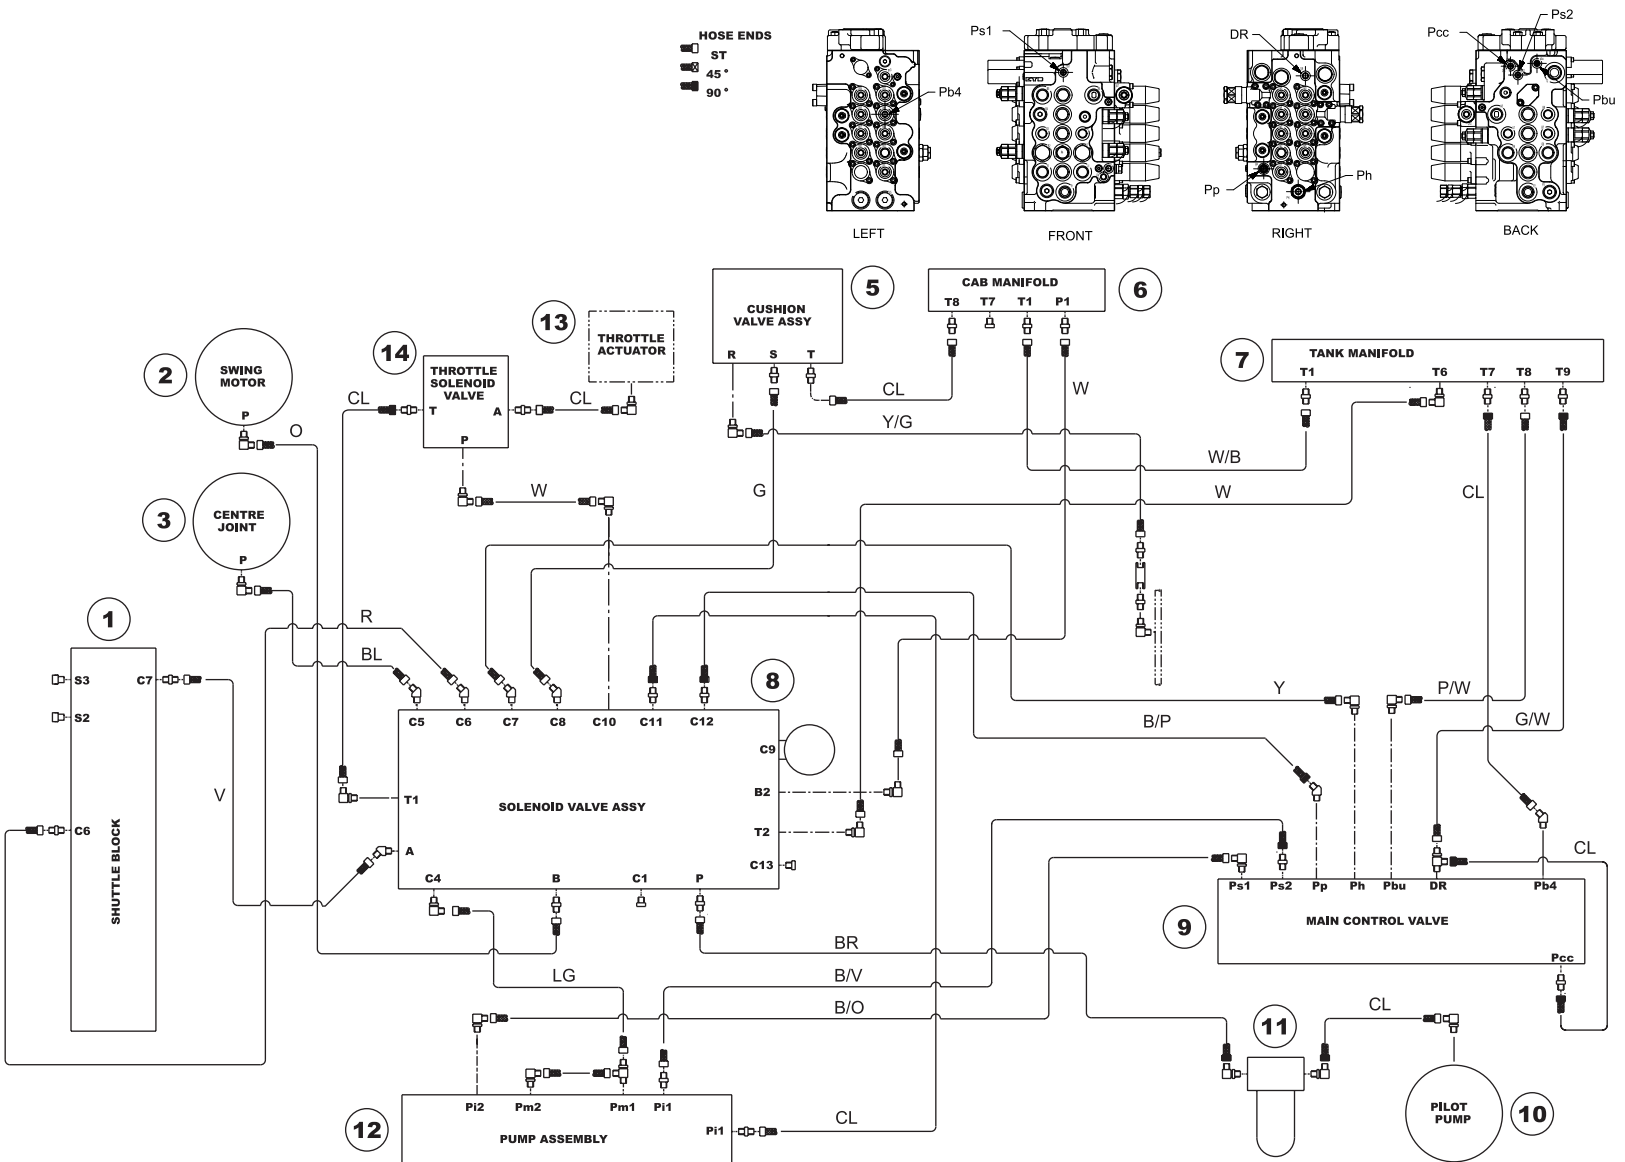 HOSE ENDS
ST
45°
90°
Pb4
LEFT
Ps1
FRONT
DR
Pp
Ph
RIGHT
Pcc
Ps2
Pbu
BACK
5
CUSHION
VALVE ASSY
R S T
6
CAB MANIFOLD
T8 T7 T1 P1
7
TANK MANIFOLD
T1 T6 T7 T8 T9
13
THROTTLE
ACTUATOR
14
THROTTLE
SOLENOID
VALVE
T A
P
CL
CL
2
SWING
MOTOR
P
O
3
CENTRE
JOINT
P
CL
Y/G
W
W/B
W
G
W
CL
1
R
BL
S3 C7
S2
C6
SHUTTLE BLOCK
V
8
C5 C6 C7 C8 C10 C11 C12
C9
B2
T1
T2
A
C13
C4 B C1 P
SOLENOID VALVE ASSY
Y
B/P
P/W
G/W
CL
9
Ps1 Ps2 Pp Ph Pbu DR Pb4
MAIN CONTROL VALVE
Pcc
BR
LG
B/V
B/O
11
CL
10
PILOT
PUMP
12
Pi2 Pm2 Pm1 Pi1
Pi1
PUMP ASSEMBLY
CL